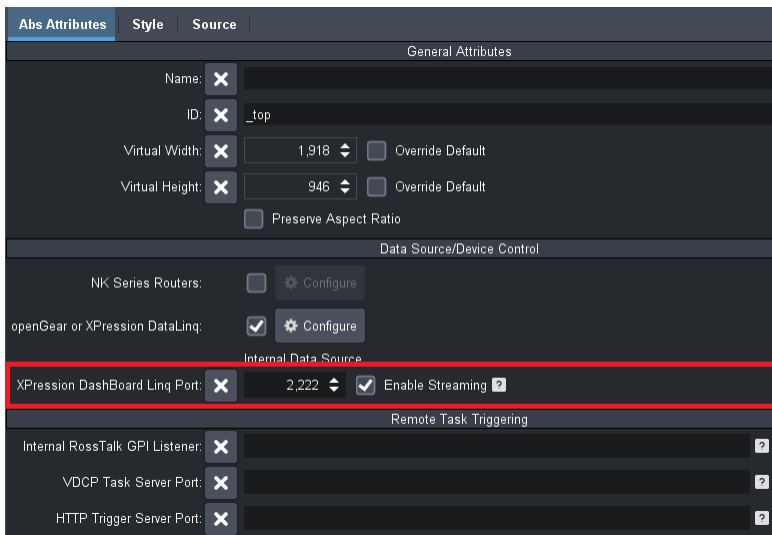 Abs Attributes Style Source
General Attributes
Name:
ID: _top
Virtual Width: 1,918 Override Default
Virtual Height: 946 Override Default
Preserve Aspect Ratio
Data Source/Device Control
NK Series Routers: Configure
openGear or XPression DataLinq: Configure
Internal Data Source
XPression DashBoard Linq Port: 2,222 Enable Streaming ?
Remote Task Triggering
Internal RossTalk GPI Listener: ?
VDCP Task Server Port: ?
HTTP Trigger Server Port: ?